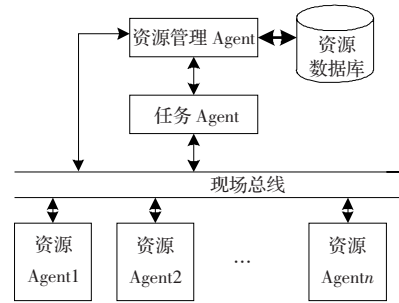 资源管理 Agent
资源
数据库
任务 Agent
现场总线
资源
Agent1
资源
Agent2
…
资源
Agentn